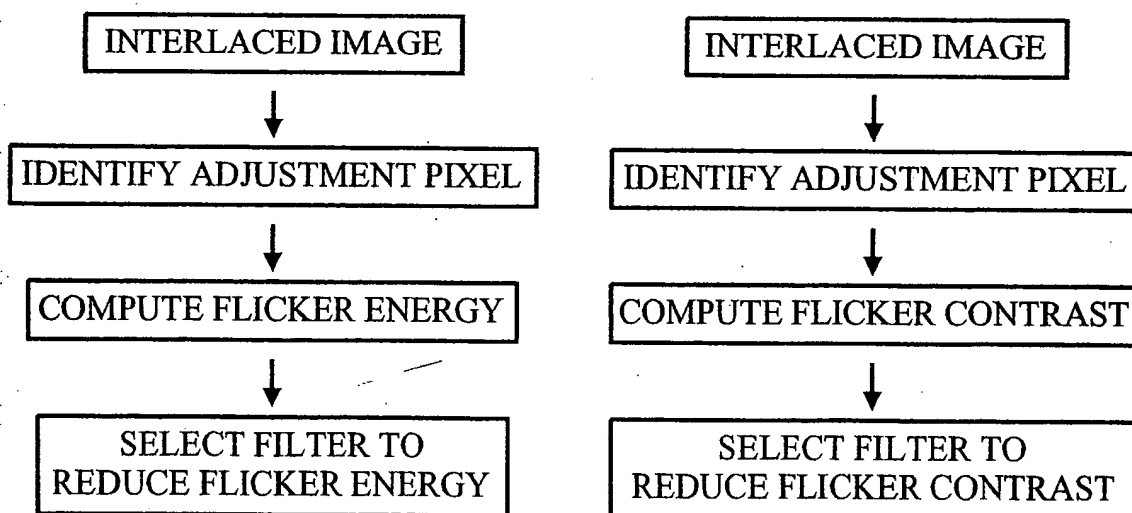 INTERLACED IMAGE
IDENTIFY ADJUSTMENT PIXEL
COMPUTE FLICKER ENERGY
SELECT FILTER TO
REDUCE FLICKER ENERGY
INTERLACED IMAGE
IDENTIFY ADJUSTMENT PIXEL
COMPUTE FLICKER CONTRAST
SELECT FILTER TO
REDUCE FLICKER CONTRAST